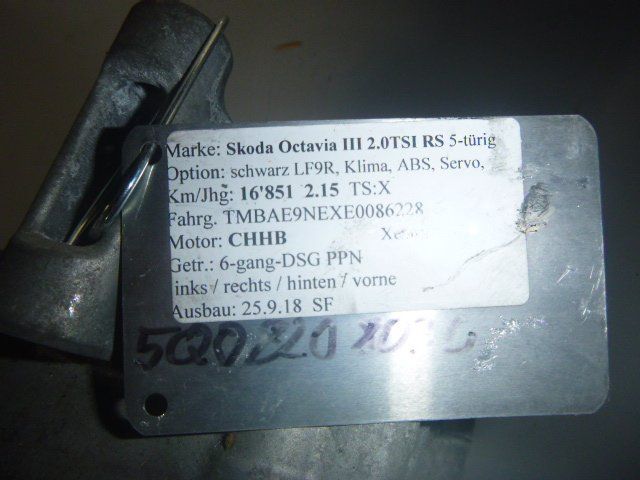 Marke: Skoda Octavia III 2.0TSI RS 5-türig
Option: schwarz LF9R, Klima, ABS, Servo,
Km/Jhg: 16'851 2.15 TS:X
Fahrg. TMBAE9NEXE0086228
Motor: CHHB
Getr.: 6-gang-DSG PPN
links / rechts / hinten / vorne
Ausbau: 25.9.18 SF